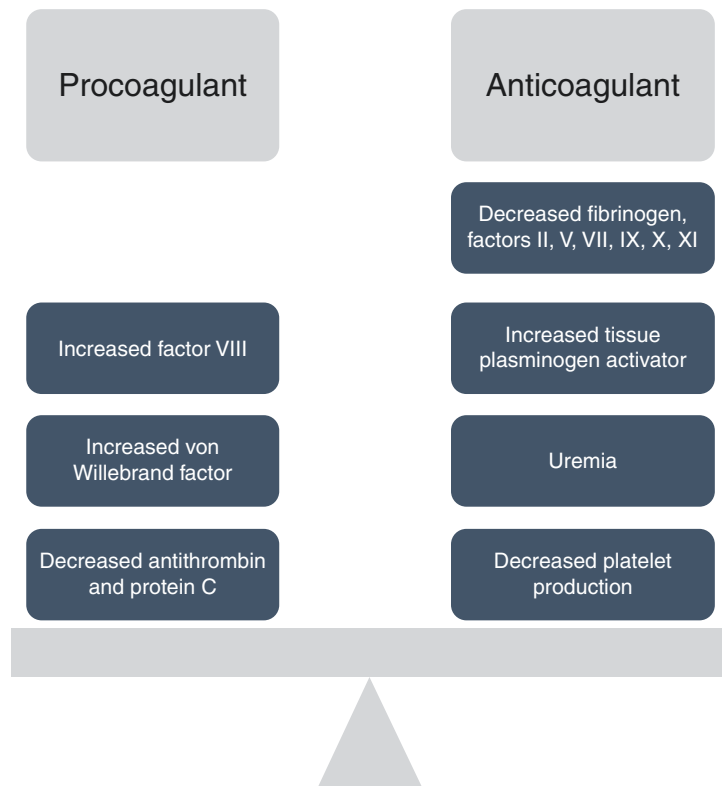 Procoagulant
Anticoagulant
Decreased fibrinogen,
factors II, V, VII, IX, X, XI
Increased factor VIII
Increased tissue
plasminogen activator
Increased von
Willebrand factor
Uremia
Decreased antithrombin
and protein C
Decreased platelet
production